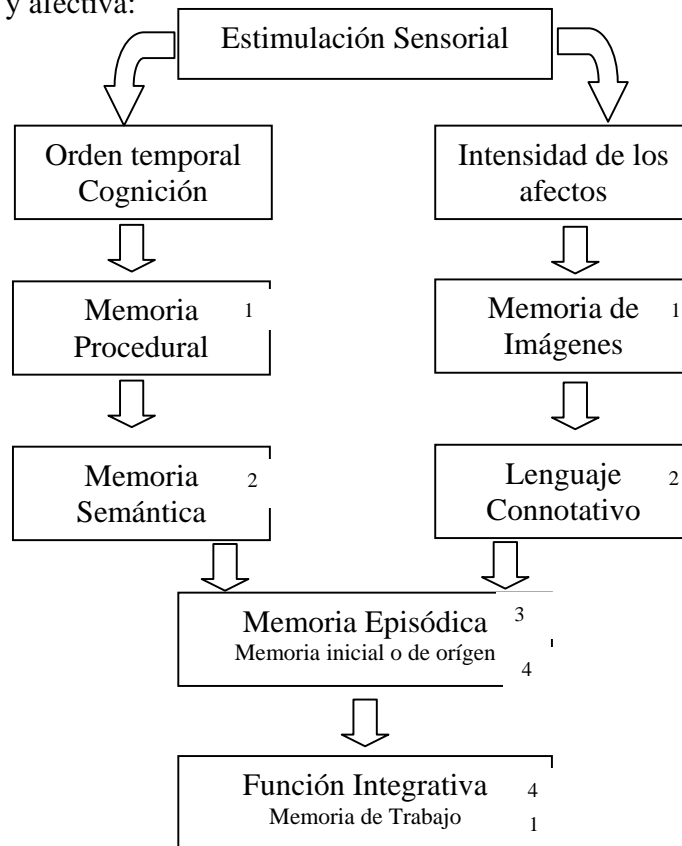 y afectiva:
Estimulación Sensorial
Orden temporal
Cognición
Intensidad de los
afectos
Memoria 1
Procedural
Memoria de 1
Imágenes
Memoria 2
Semántica
Lenguaje 2
Connotativo
Memoria Episódica 3
Memoria inicial o de orígen
4
Función Integrativa 4
Memoria de Trabajo 1